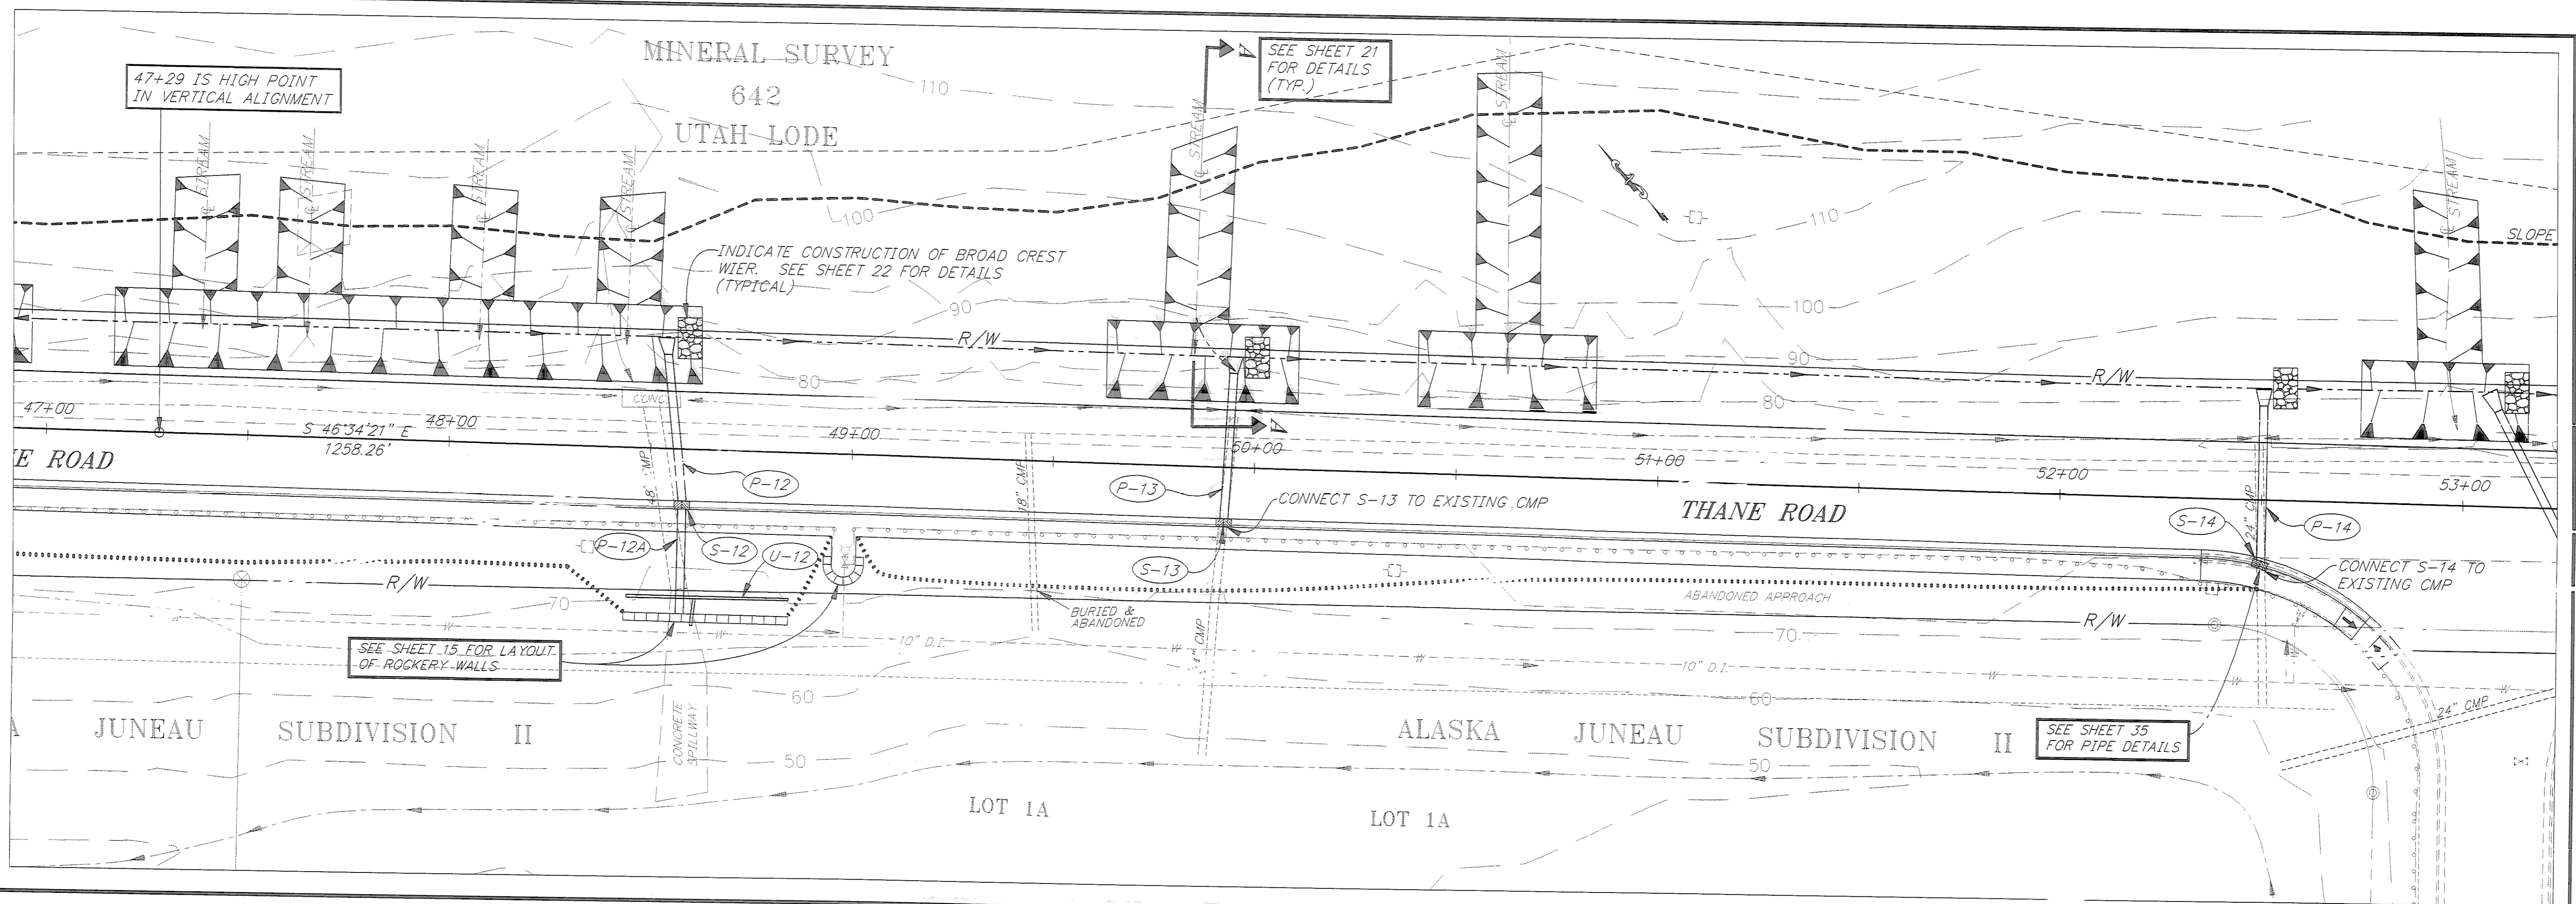 MINERAL SURVEY
642
UTAH LODE
47+29 IS HIGH POINT
IN VERTICAL ALIGNMENT
SEE SHEET 21
FOR DETAILS
(TYP.)
A
110
℄ STREAM
℄ STREAM
℄ STREAM
STREAM
℄ STREAM
℄ STREAM
℄ STREAM
100
110
SLOPE
INDICATE CONSTRUCTION OF BROAD CREST
WIER. SEE SHEET 22 FOR DETAILS
(TYPICAL)
90
100
90
R/W
R/W
80
80
CONC
47+00
48+00
49+00
50+00
51+00
52+00
53+00
S 46°34'21" E
1258.26'
A
E ROAD
THANE ROAD
48" CMP
P-12
18" CMP
P-13
CONNECT S-13 TO EXISTING CMP
S-14
24" CMP
P-14
P-12A
S-12
U-12
S-13
CONNECT S-14 TO
EXISTING CMP
R/W
70
BURIED &
ABANDONED
ABANDONED APPROACH
R/W
70
W
W
10" D.I.
W
W
10" D.I.
W
W
W
SEE SHEET 15 FOR LAYOUT
OF ROCKERY WALLS
60
60
24" CMP
CONCRETE
SPILLWAY
JUNEAU SUBDIVISION II
ALASKA JUNEAU SUBDIVISION II
SEE SHEET 35
FOR PIPE DETAILS
50
50
LOT 1A
LOT 1A